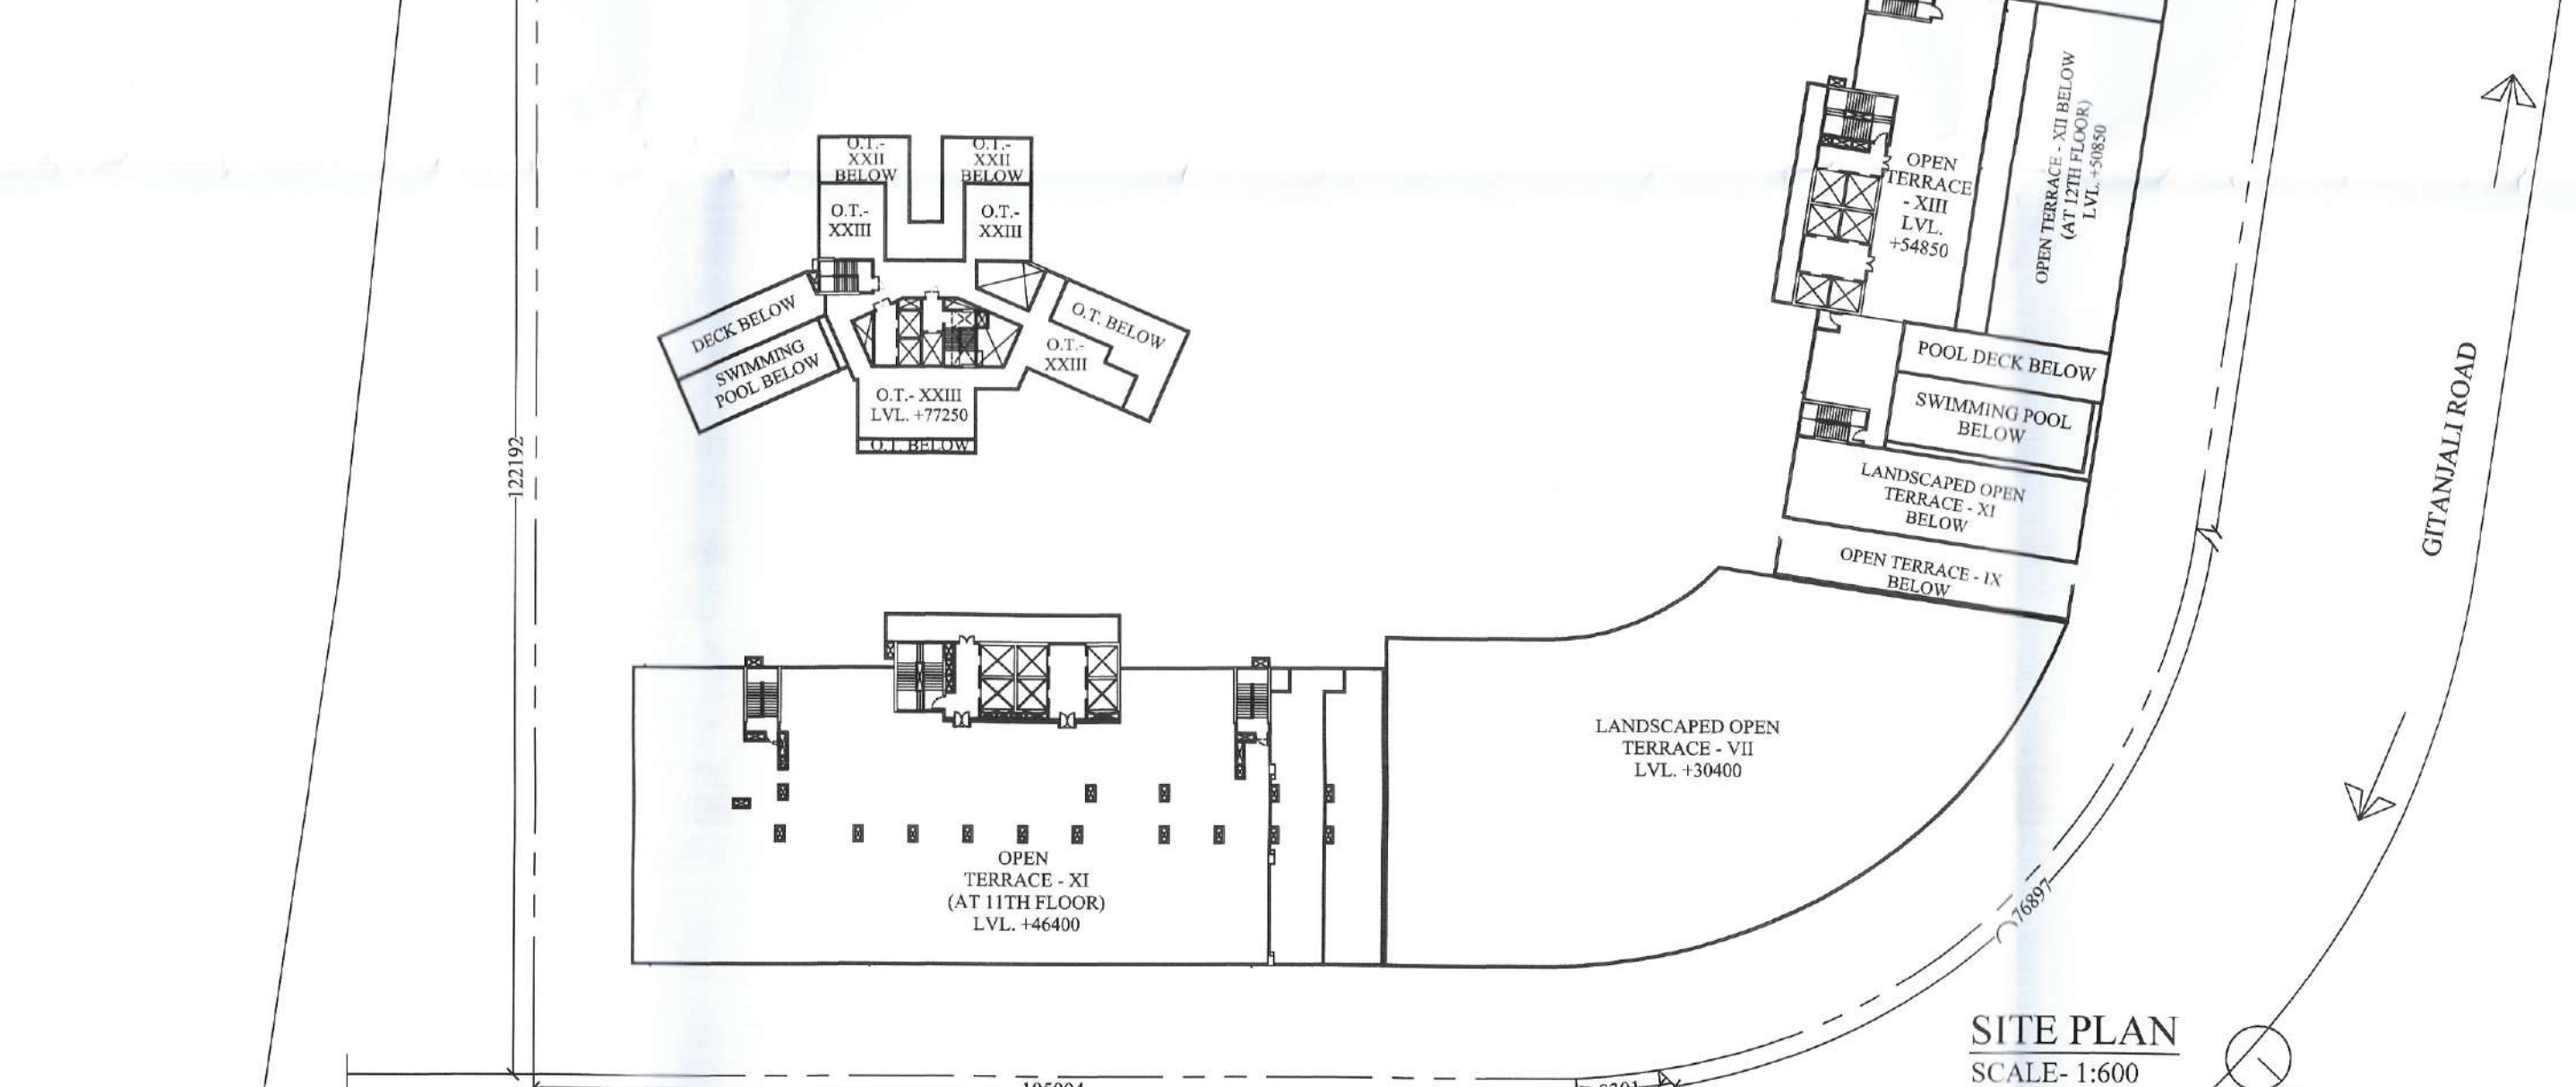 O.T.-
XXII
BELOW
O.T.-
XXII
BELOW
O.T.-
XXIII
O.T.-
XXIII
DECK BELOW
SWIMMING
POOL BELOW
O.T. BELOW
O.T.-
XXIII
O.T.- XXIII
LVL. +77250
O.T. BELOW
OPEN
TERRACE
- XIII
LVL.
+54850
OPEN TERRACE - XII BELOW
(AT 12TH FLOOR)
LVL. +50850
POOL DECK BELOW
SWIMMING POOL
BELOW
LANDSCAPED OPEN
TERRACE - XI
BELOW
OPEN TERRACE - IX
BELOW
GITANJALI ROAD
122192
LANDSCAPED OPEN
TERRACE - VII
LVL. +30400
OPEN
TERRACE - XI
(AT 11TH FLOOR)
LVL. +46400
76897
SITE PLAN
SCALE- 1:600